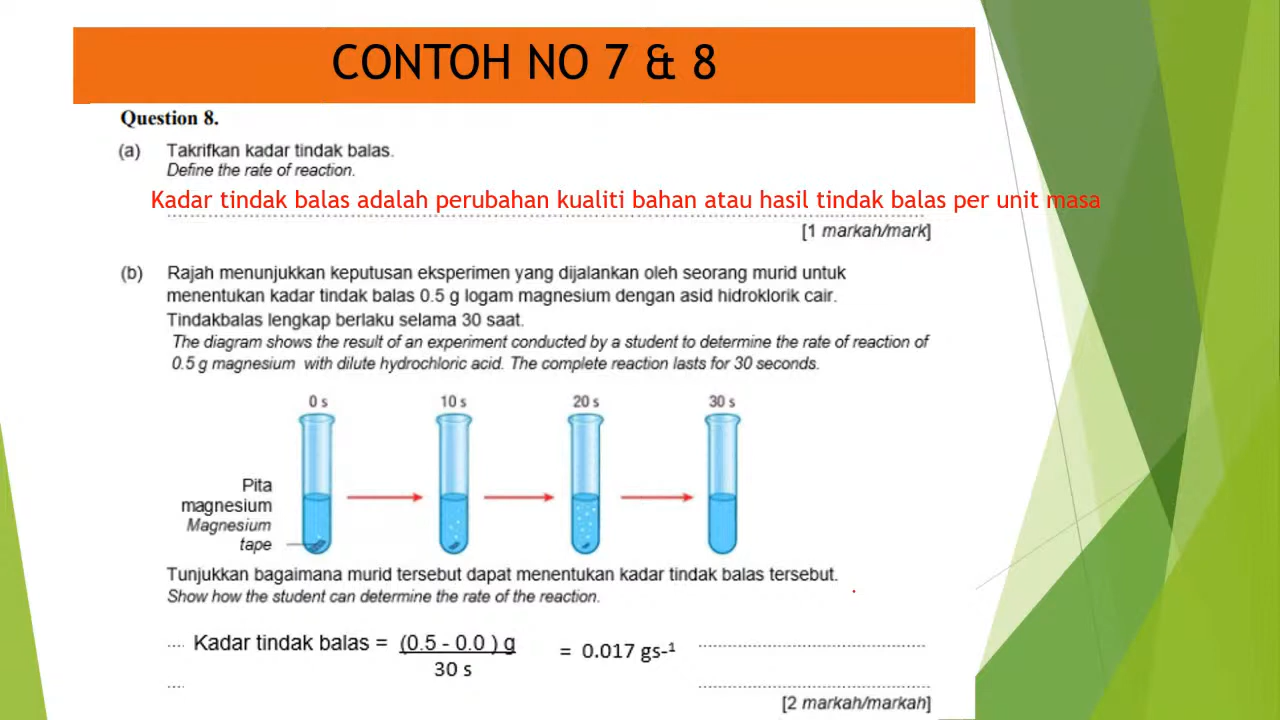 CONTOH NO 7 & 8
Question 8.
(a) Takrifkan kadar tindak balas.
Define the rate of reaction.
Kadar tindak balas adalah perubahan kualiti bahan atau hasil tindak balas per unit masa
[1 markah/mark]
(b) Rajah menunjukkan keputusan eksperimen yang dijalankan oleh seorang murid untuk
menentukan kadar tindak balas 0.5 g logam magnesium dengan asid hidroklorik cair.
Tindakbalas lengkap berlaku selama 30 saat.
The diagram shows the result of an experiment conducted by a student to determine the rate of reaction of
0.5 g magnesium with dilute hydrochloric acid. The complete reaction lasts for 30 seconds.
0 s 10 s 20 s 30 s
Pita
magnesium
Magnesium
tape
Tunjukkan bagaimana murid tersebut dapat menentukan kadar tindak balas tersebut.
Show how the student can determine the rate of the reaction.
Kadar tindak balas = (0.5 - 0.0 ) g = 0.017 gs-¹
30 s
[2 markah/markah]